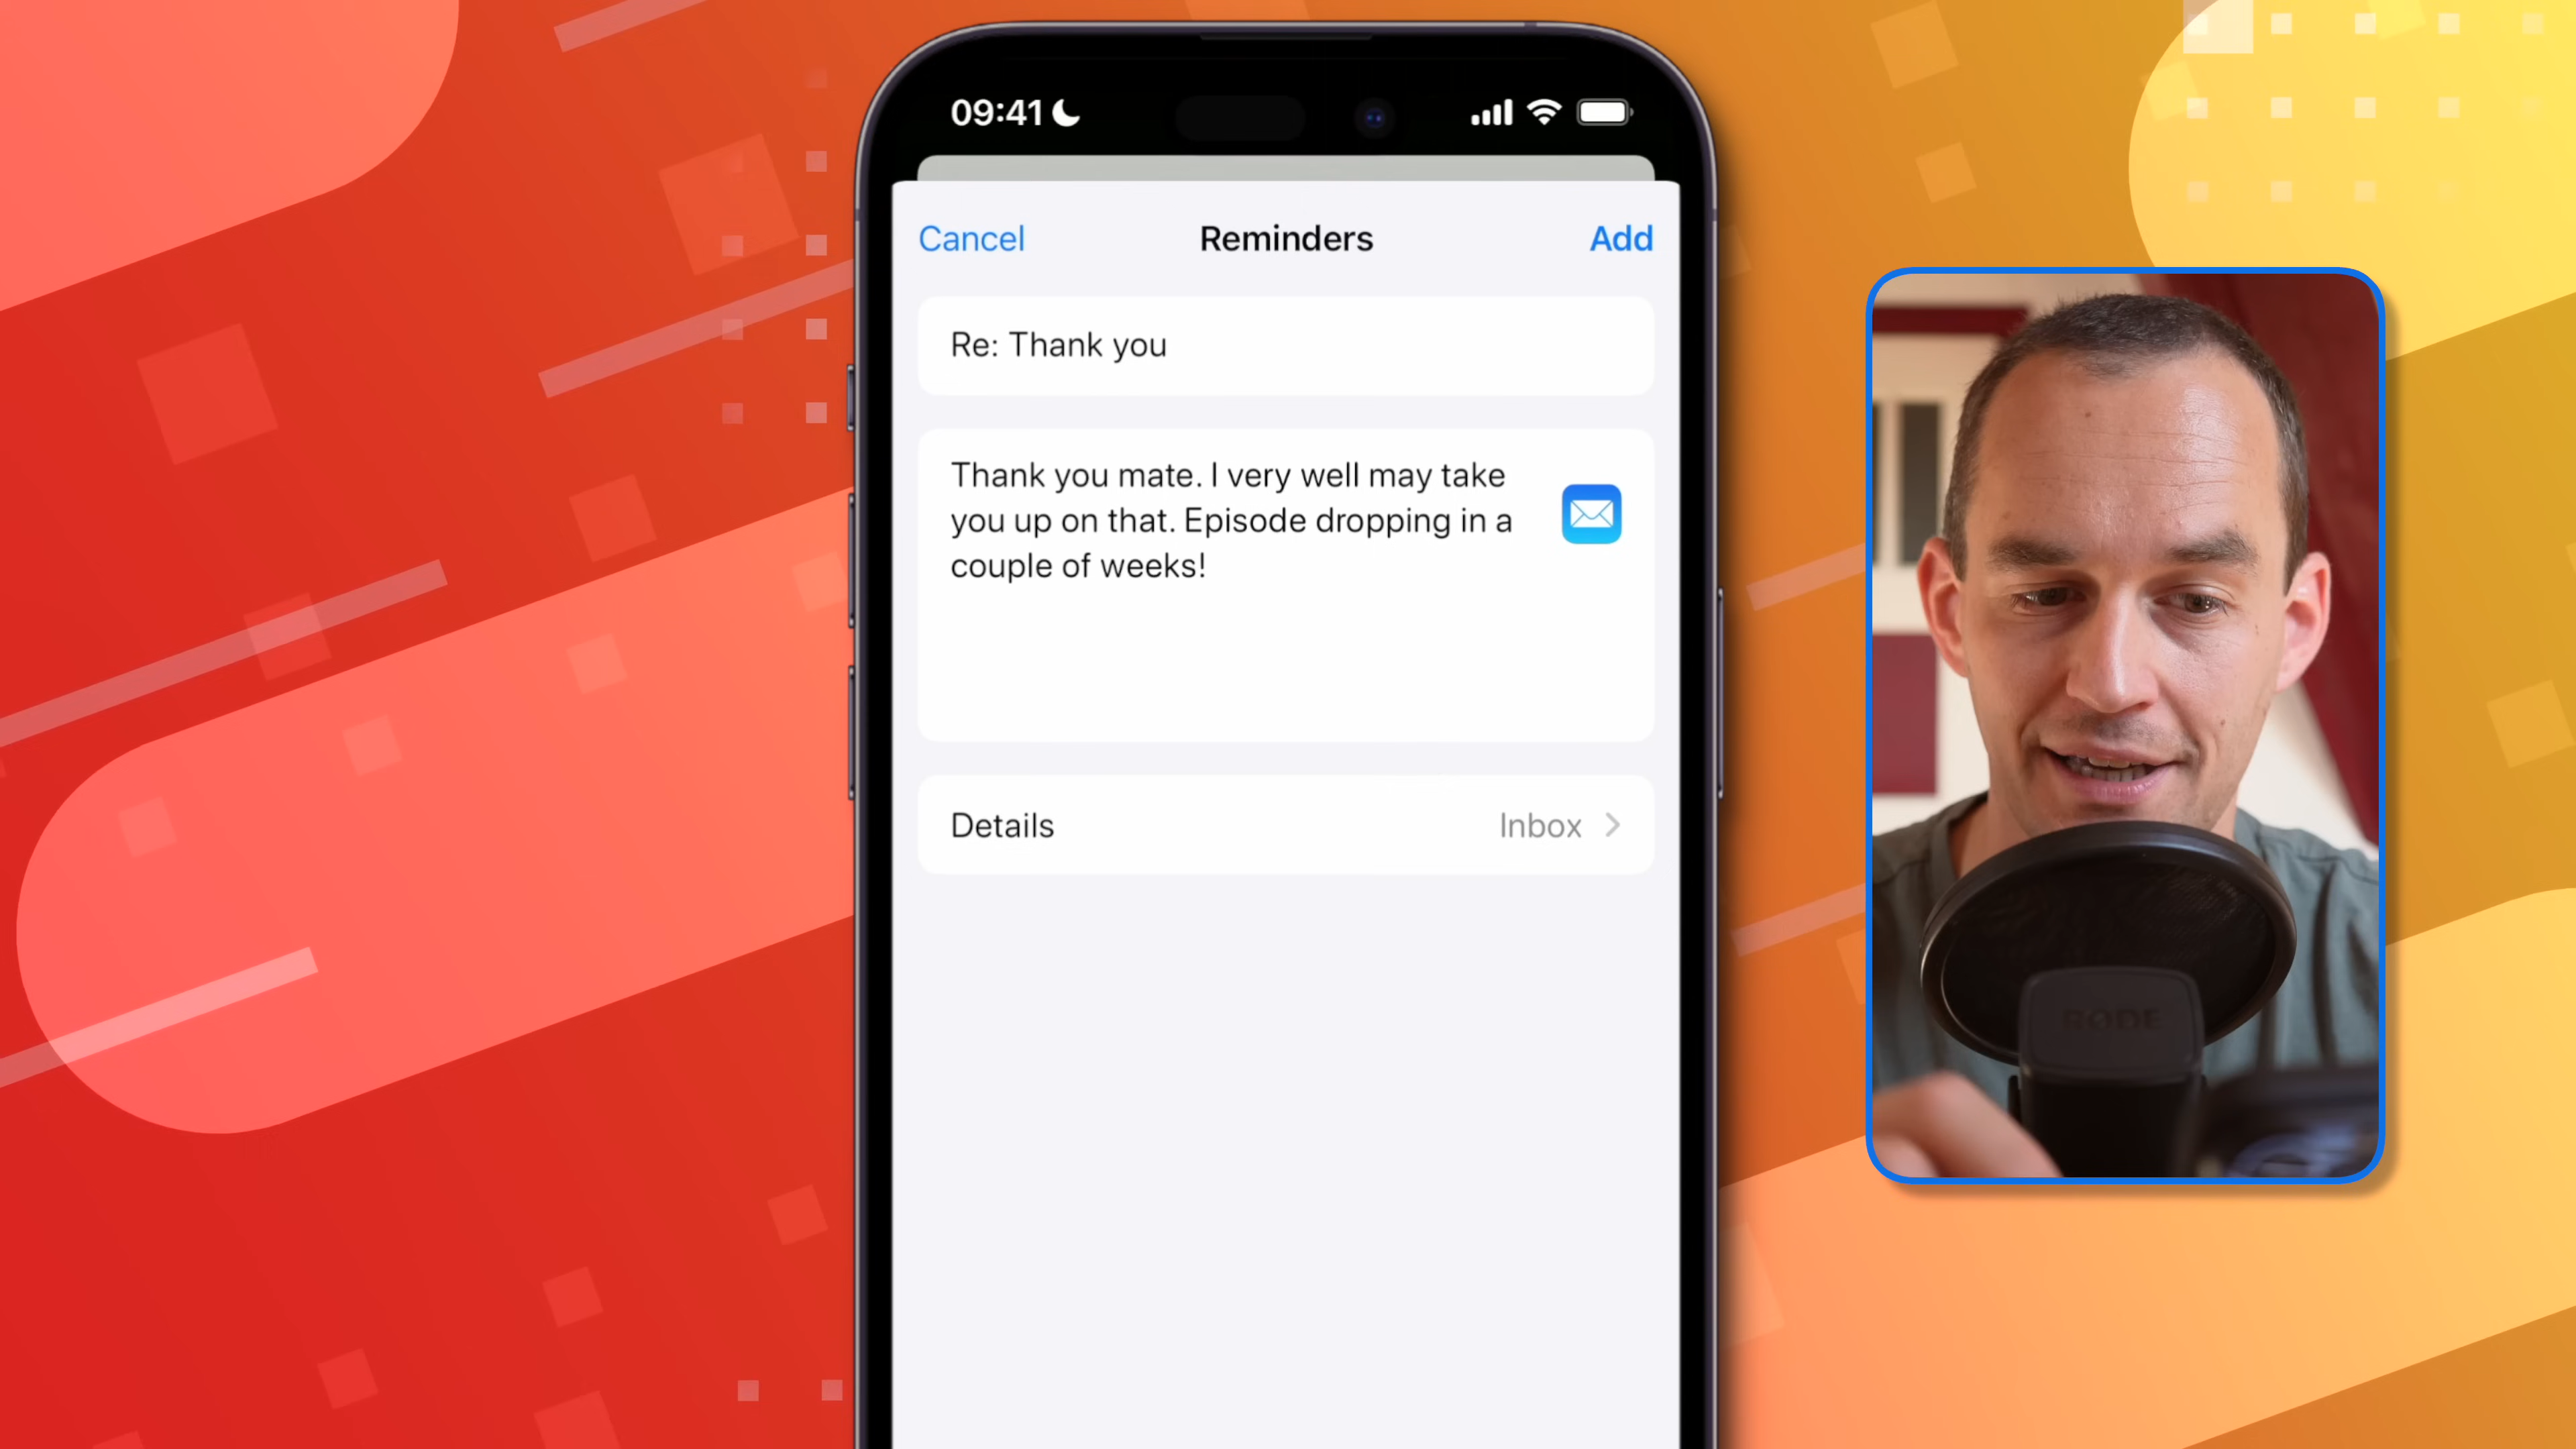 09:41
Cancel
Reminders
Add
Re: Thank you
Thank you mate. I very well may take
you up on that. Episode dropping in a
couple of weeks!
Details
Inbox
RODE